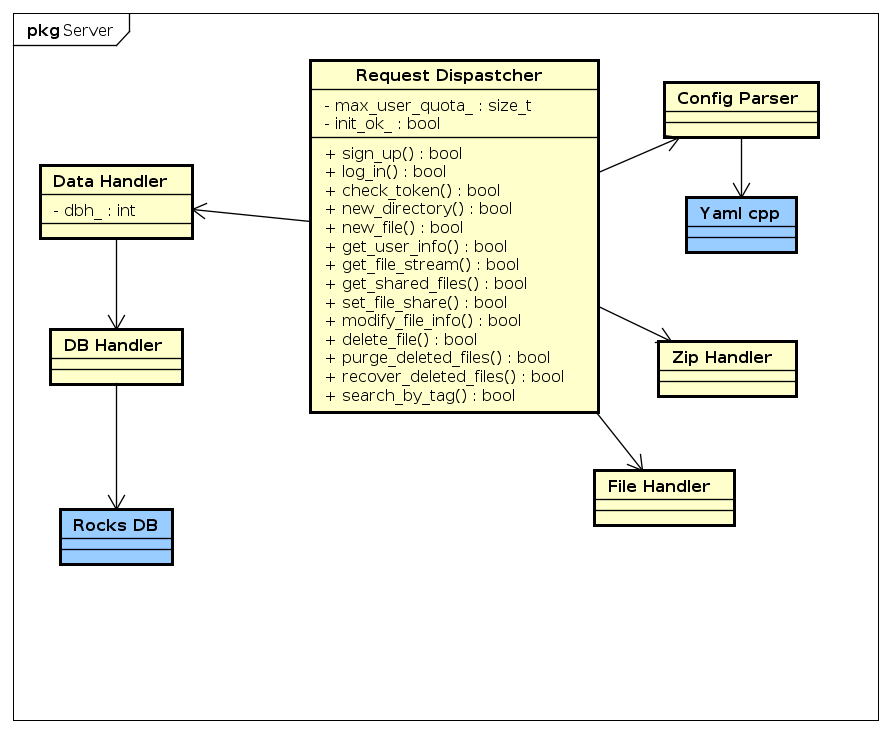 pkg Server
Request Dispastcher
- max_user_quota_ : size_t
- init_ok_ : bool
+ sign_up() : bool
+ log_in() : bool
+ check_token() : bool
+ new_directory() : bool
+ new_file() : bool
+ get_user_info() : bool
+ get_file_stream() : bool
+ get_shared_files() : bool
+ set_file_share() : bool
+ modify_file_info() : bool
+ delete_file() : bool
+ purge_deleted_files() : bool
+ recover_deleted_files() : bool
+ search_by_tag() : bool
Config Parser
Yaml cpp
Data Handler
- dbh_ : int
DB Handler
Rocks DB
Zip Handler
File Handler